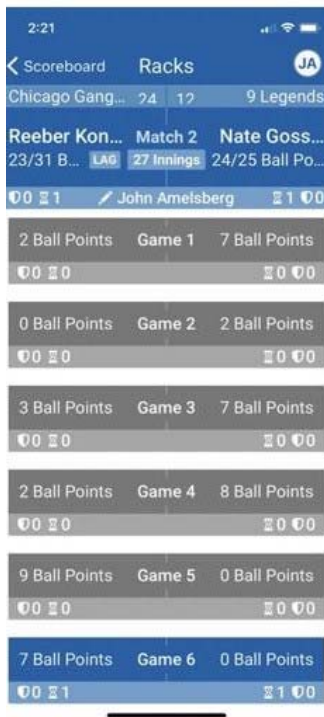 2:21
Scoreboard Racks JA
Chicago Gang... 24 12 9 Legends
Reeber Kon... Match 2 Nate Goss...
23/31 B... LAG 27 Innings 24/25 Ball Po...
0 1 John Amelsberg 1 0
2 Ball Points Game 1 7 Ball Points
0 0 0 0
0 Ball Points Game 2 2 Ball Points
0 0 0 0
3 Ball Points Game 3 7 Ball Points
0 0 0 0
2 Ball Points Game 4 8 Ball Points
0 0 0 0
9 Ball Points Game 5 0 Ball Points
0 0 0 0
7 Ball Points Game 6 0 Ball Points
0 1 1 0